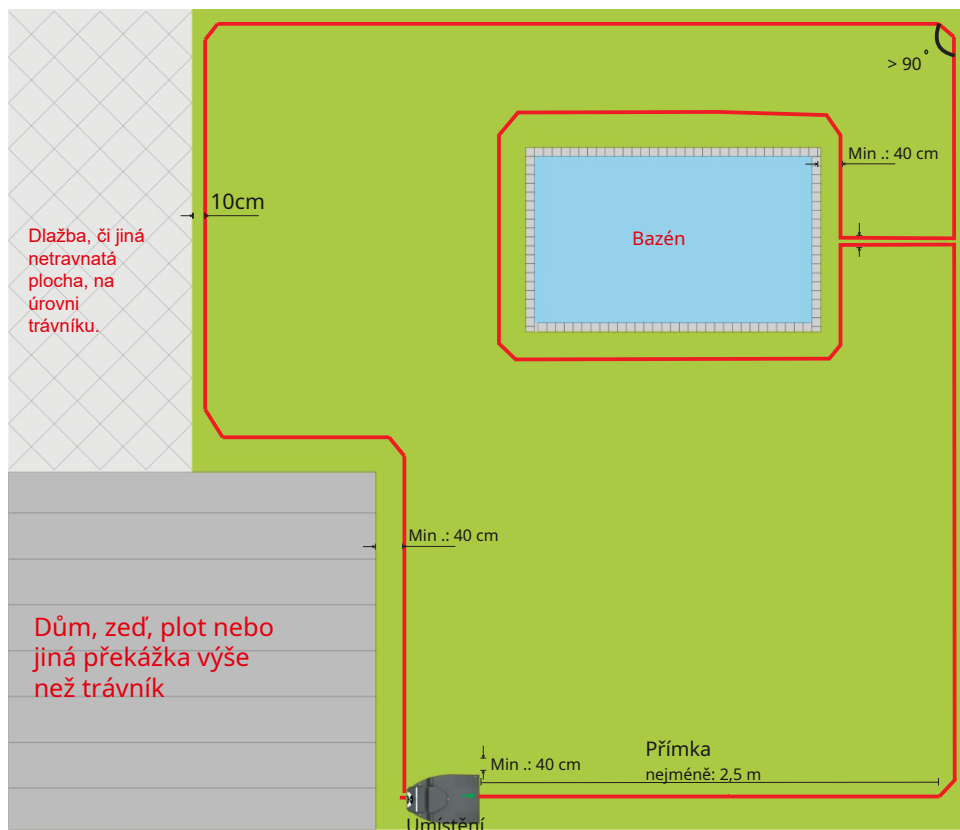 > 90°
Min .: 40 cm
10cm
Dlažba, či jiná
netravnatá
plocha, na
úrovni
trávníku.
Bazén
Min .: 40 cm
Dům, zeď, plot nebo
jiná překážka výše
než trávník
Přímka
Min .: 40 cm
nejméně: 2,5 m
Umístění